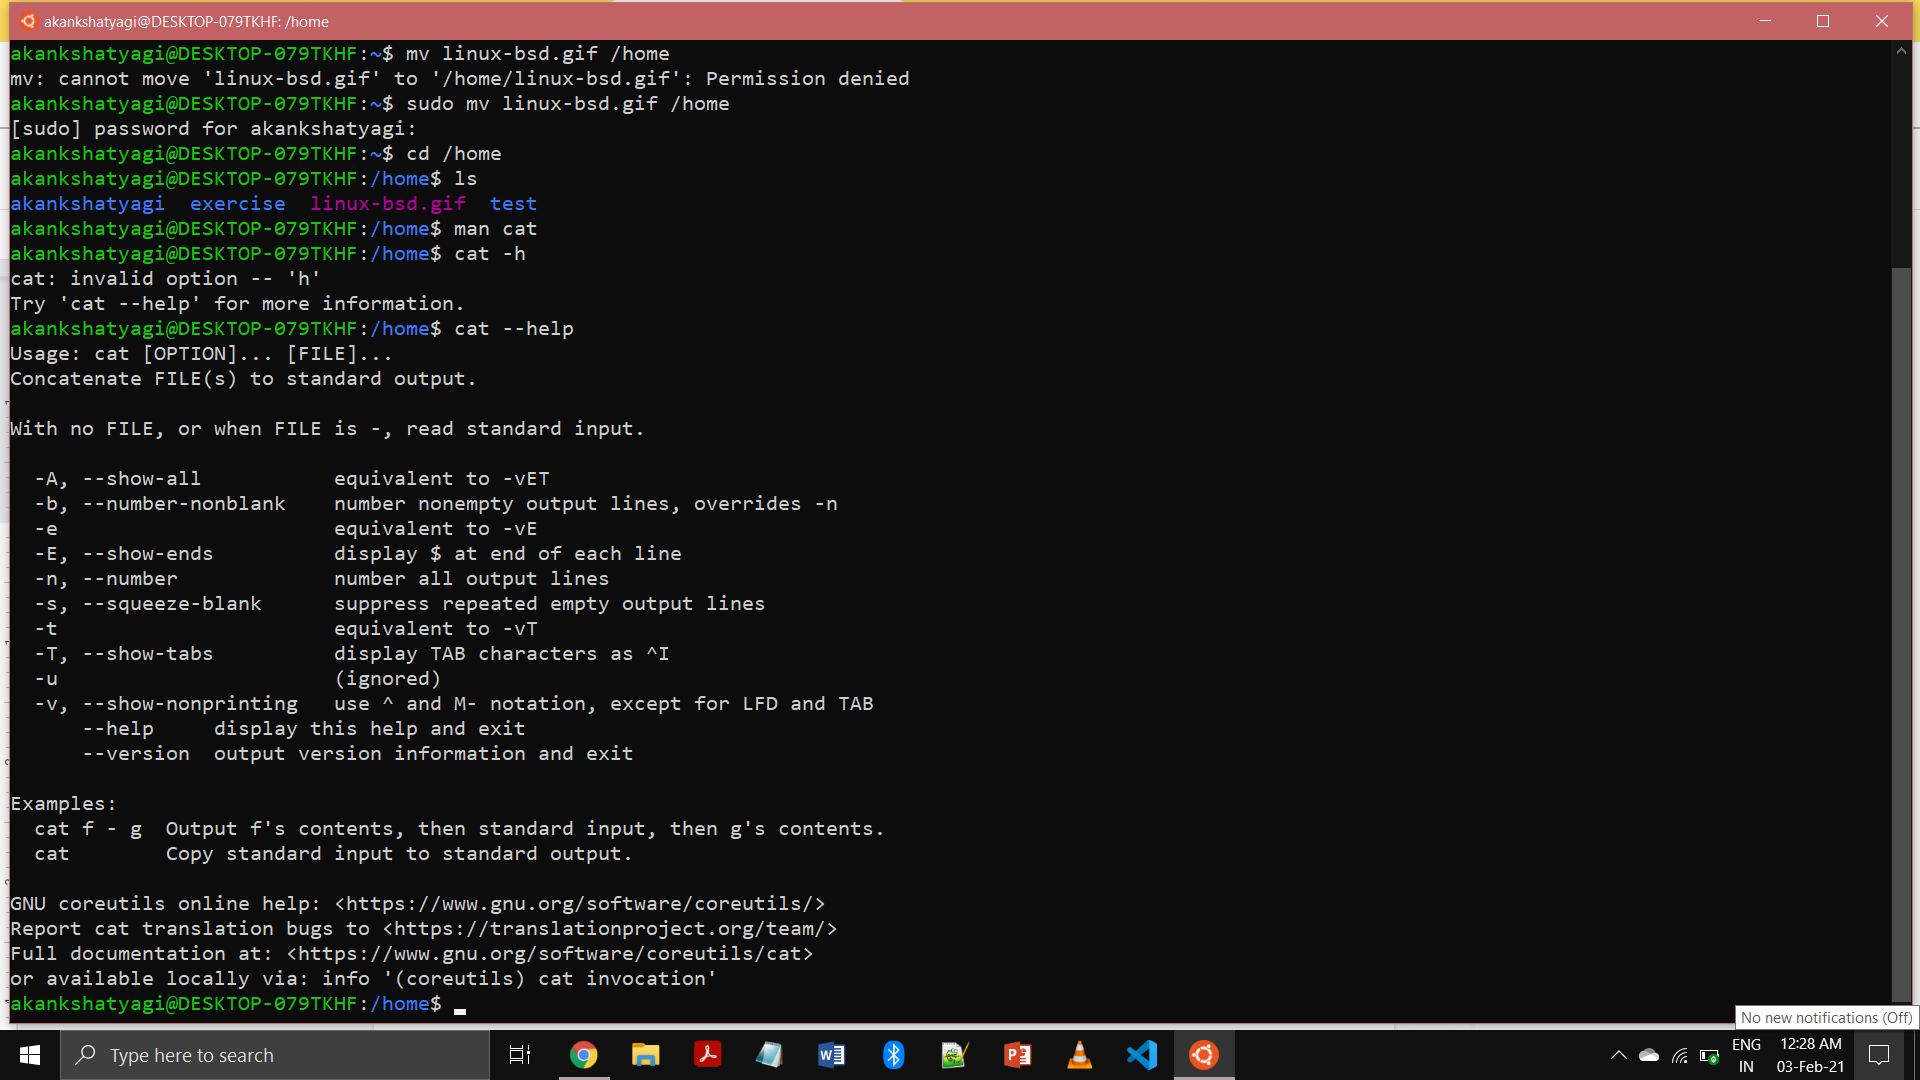 akankshatyagi@DESKTOP-079TKHF: /home
akankshatyagi@DESKTOP-079TKHF:~$ mv linux-bsd.gif /home
mv: cannot move 'linux-bsd.gif' to '/home/linux-bsd.gif': Permission denied
akankshatyagi@DESKTOP-079TKHF:~$ sudo mv linux-bsd.gif /home
[sudo] password for akankshatyagi:
akankshatyagi@DESKTOP-079TKHF:~$ cd /home
akankshatyagi@DESKTOP-079TKHF:/home$ ls
akankshatyagi  exercise  linux-bsd.gif  test
akankshatyagi@DESKTOP-079TKHF:/home$ man cat
akankshatyagi@DESKTOP-079TKHF:/home$ cat -h
cat: invalid option -- 'h'
Try 'cat --help' for more information.
akankshatyagi@DESKTOP-079TKHF:/home$ cat --help
Usage: cat [OPTION]... [FILE]...
Concatenate FILE(s) to standard output.
With no FILE, or when FILE is -, read standard input.
  -A, --show-all           equivalent to -vET
  -b, --number-nonblank    number nonempty output lines, overrides -n
  -e                       equivalent to -vE
  -E, --show-ends          display $ at end of each line
  -n, --number             number all output lines
  -s, --squeeze-blank      suppress repeated empty output lines
  -t                       equivalent to -vT
  -T, --show-tabs          display TAB characters as ^I
  -u                       (ignored)
  -v, --show-nonprinting   use ^ and M- notation, except for LFD and TAB
      --help     display this help and exit
      --version  output version information and exit
Examples:
  cat f - g  Output f's contents, then standard input, then g's contents.
  cat        Copy standard input to standard output.
GNU coreutils online help: <https://www.gnu.org/software/coreutils/>
Report cat translation bugs to <https://translationproject.org/team/>
Full documentation at: <https://www.gnu.org/software/coreutils/cat>
or available locally via: info '(coreutils) cat invocation'
akankshatyagi@DESKTOP-079TKHF:/home$
No new notifications (Off)
Type here to search
ENG
IN
12:28 AM
03-Feb-21